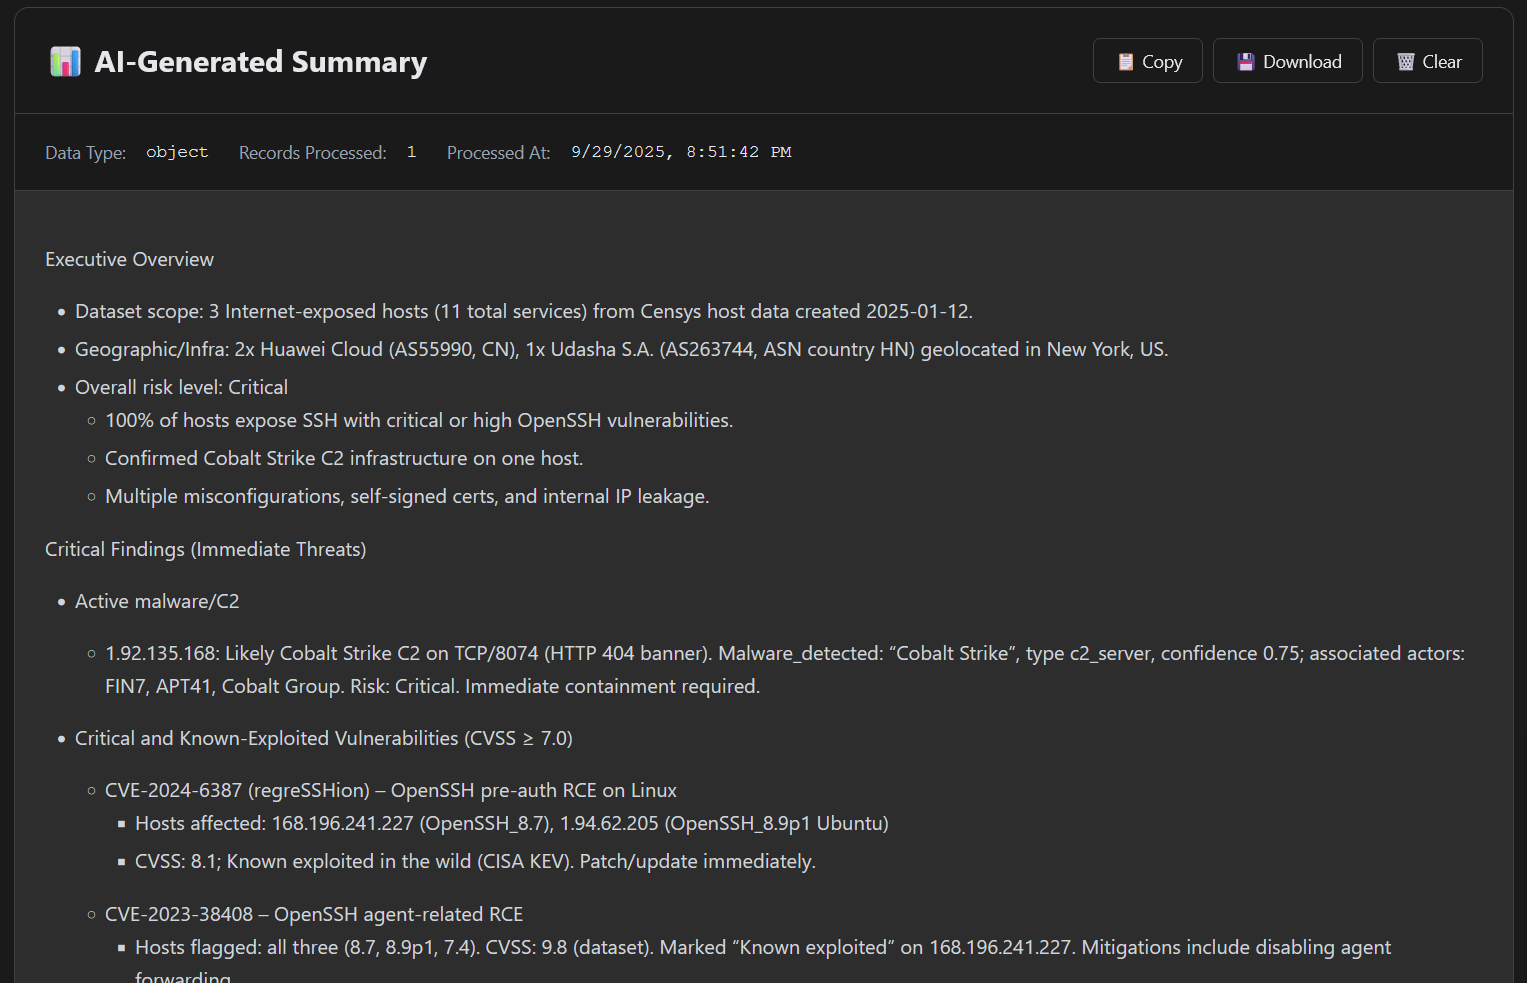 📊 AI-Generated Summary
📋 Copy
💾 Download
🗑️ Clear
Data Type: object Records Processed: 1 Processed At: 9/29/2025, 8:51:42 PM
Executive Overview
• Dataset scope: 3 Internet-exposed hosts (11 total services) from Censys host data created 2025-01-12.
• Geographic/Infra: 2x Huawei Cloud (AS55990, CN), 1x Udasha S.A. (AS263744, ASN country HN) geolocated in New York, US.
• Overall risk level: Critical
○ 100% of hosts expose SSH with critical or high OpenSSH vulnerabilities.
○ Confirmed Cobalt Strike C2 infrastructure on one host.
○ Multiple misconfigurations, self-signed certs, and internal IP leakage.
Critical Findings (Immediate Threats)
• Active malware/C2
○ 1.92.135.168: Likely Cobalt Strike C2 on TCP/8074 (HTTP 404 banner). Malware_detected: “Cobalt Strike”, type c2_server, confidence 0.75; associated actors:
FIN7, APT41, Cobalt Group. Risk: Critical. Immediate containment required.
• Critical and Known-Exploited Vulnerabilities (CVSS ≥ 7.0)
○ CVE-2024-6387 (regreSSHion) – OpenSSH pre-auth RCE on Linux
▪ Hosts affected: 168.196.241.227 (OpenSSH_8.7), 1.94.62.205 (OpenSSH_8.9p1 Ubuntu)
▪ CVSS: 8.1; Known exploited in the wild (CISA KEV). Patch/update immediately.
○ CVE-2023-38408 – OpenSSH agent-related RCE
▪ Hosts flagged: all three (8.7, 8.9p1, 7.4). CVSS: 9.8 (dataset). Marked “Known exploited” on 168.196.241.227. Mitigations include disabling agent
forwarding